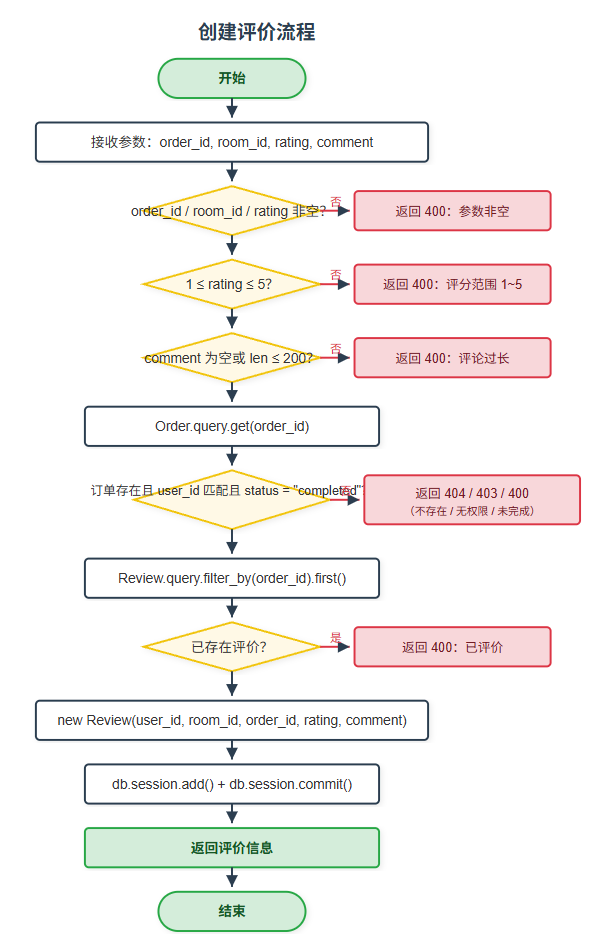 创建评价流程
开始
接收参数：order_id, room_id, rating, comment
order_id / room_id / rating 非空?
否
返回 400：参数非空
1 ≤ rating ≤ 5?
否
返回 400：评分范围 1~5
comment 为空或 len ≤ 200?
否
返回 400：评论过长
Order.query.get(order_id)
订单存在且 user_id 匹配且 status = "completed"?
否
返回 404 / 403 / 400
（不存在 / 无权限 / 未完成）
Review.query.filter_by(order_id).first()
已存在评价?
是
返回 400：已评价
new Review(user_id, room_id, order_id, rating, comment)
db.session.add() + db.session.commit()
返回评价信息
结束